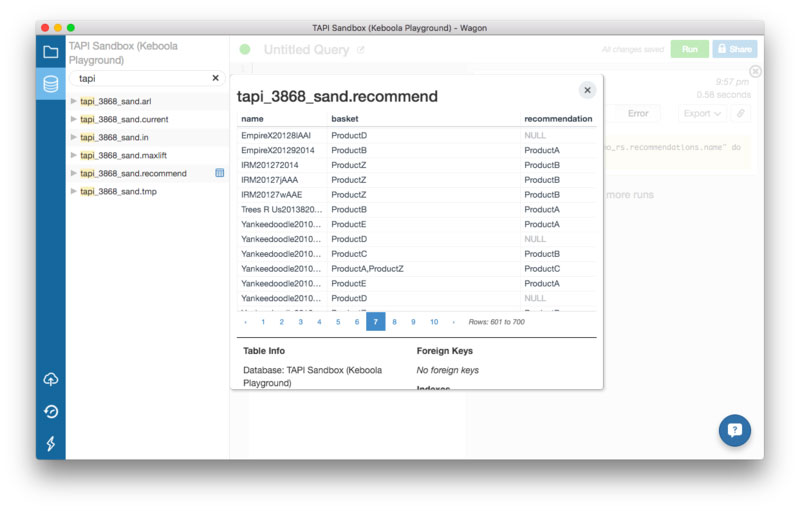 TAPI Sandbox (Keboola Playground) - Wagon
TAPI Sandbox (Keboola
Playground)
tapi
tapi_3868_sand.arl
tapi_3868_sand.current
tapi_3868_sand.in
tapi_3868_sand.maxlift
tapi_3868_sand.recommend
tapi_3868_sand.tmp
Untitled Query
All changes saved
Run
Share
1
9:57 pm
0.56 seconds
Error
Export
o_rs.recommendations.name" do
more runs
tapi_3868_sand.recommend
name basket recommendation
EmpireX20128IAAI ProductD NULL
EmpireX201292014 ProductB ProductA
IRM201272014 ProductZ ProductB
IRM20127jAAA ProductZ ProductB
IRM20127wAAE ProductZ ProductB
Trees R Us2013820... ProductB ProductA
Yankeedoodle2010... ProductE ProductA
Yankeedoodle2010... ProductD NULL
Yankeedoodle2010... ProductC ProductB
Yankeedoodle2010... ProductA,ProductZ ProductC
Yankeedoodle2010... ProductE ProductA
Yankeedoodle2010... ProductD NULL
‹ 1 2 3 4 5 6 7 8 9 10 › Rows: 601 to 700
Table Info
Database: TAPI Sandbox (Keboola
Playground)
Foreign Keys
No foreign keys
Indexes